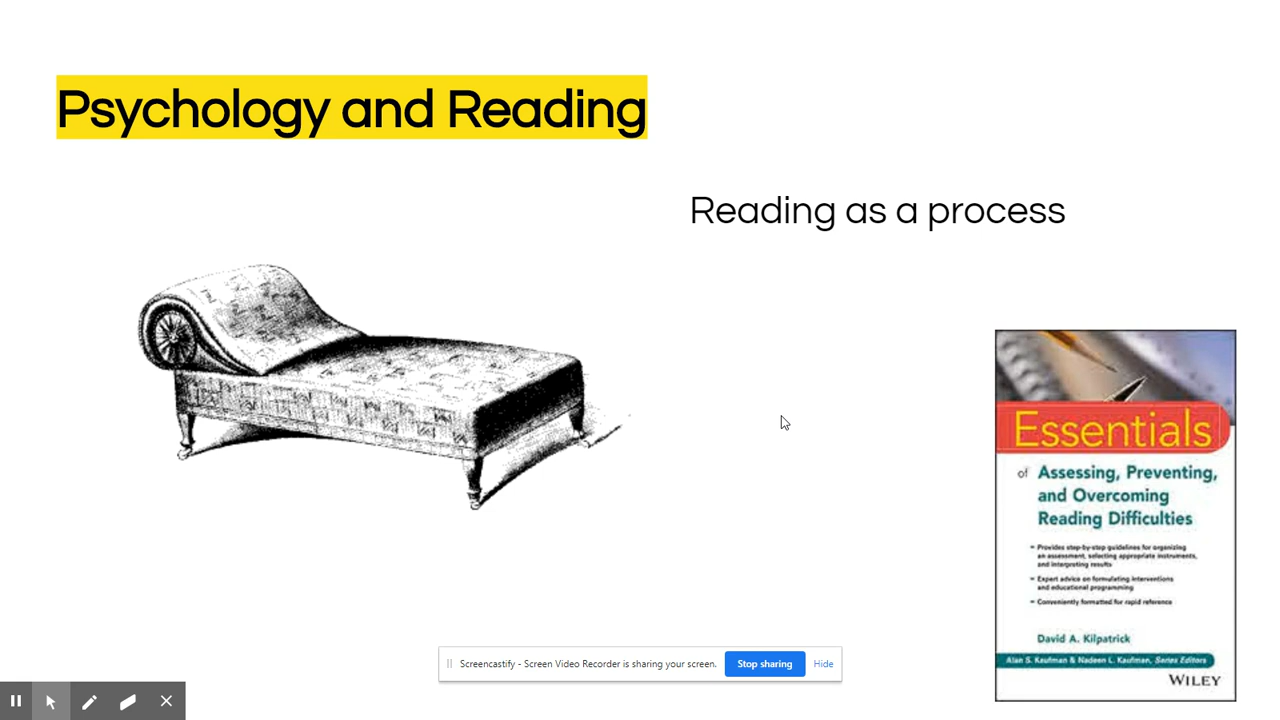 Psychology and Reading
Reading as a process
Essentials
of Assessing, Preventing,
and Overcoming
Reading Difficulties
- Provides step-by-step guidelines for organizing
an assessment, selecting appropriate instruments,
and interpreting results
- Expert advice on formulating interventions
and educational programming
- Conveniently formatted for rapid reference
David A. Kilpatrick
Alan S. Kaufman & Nadeen L. Kaufman, Series Editors
WILEY
Screencastify - Screen Video Recorder is sharing your screen.
Stop sharing
Hide